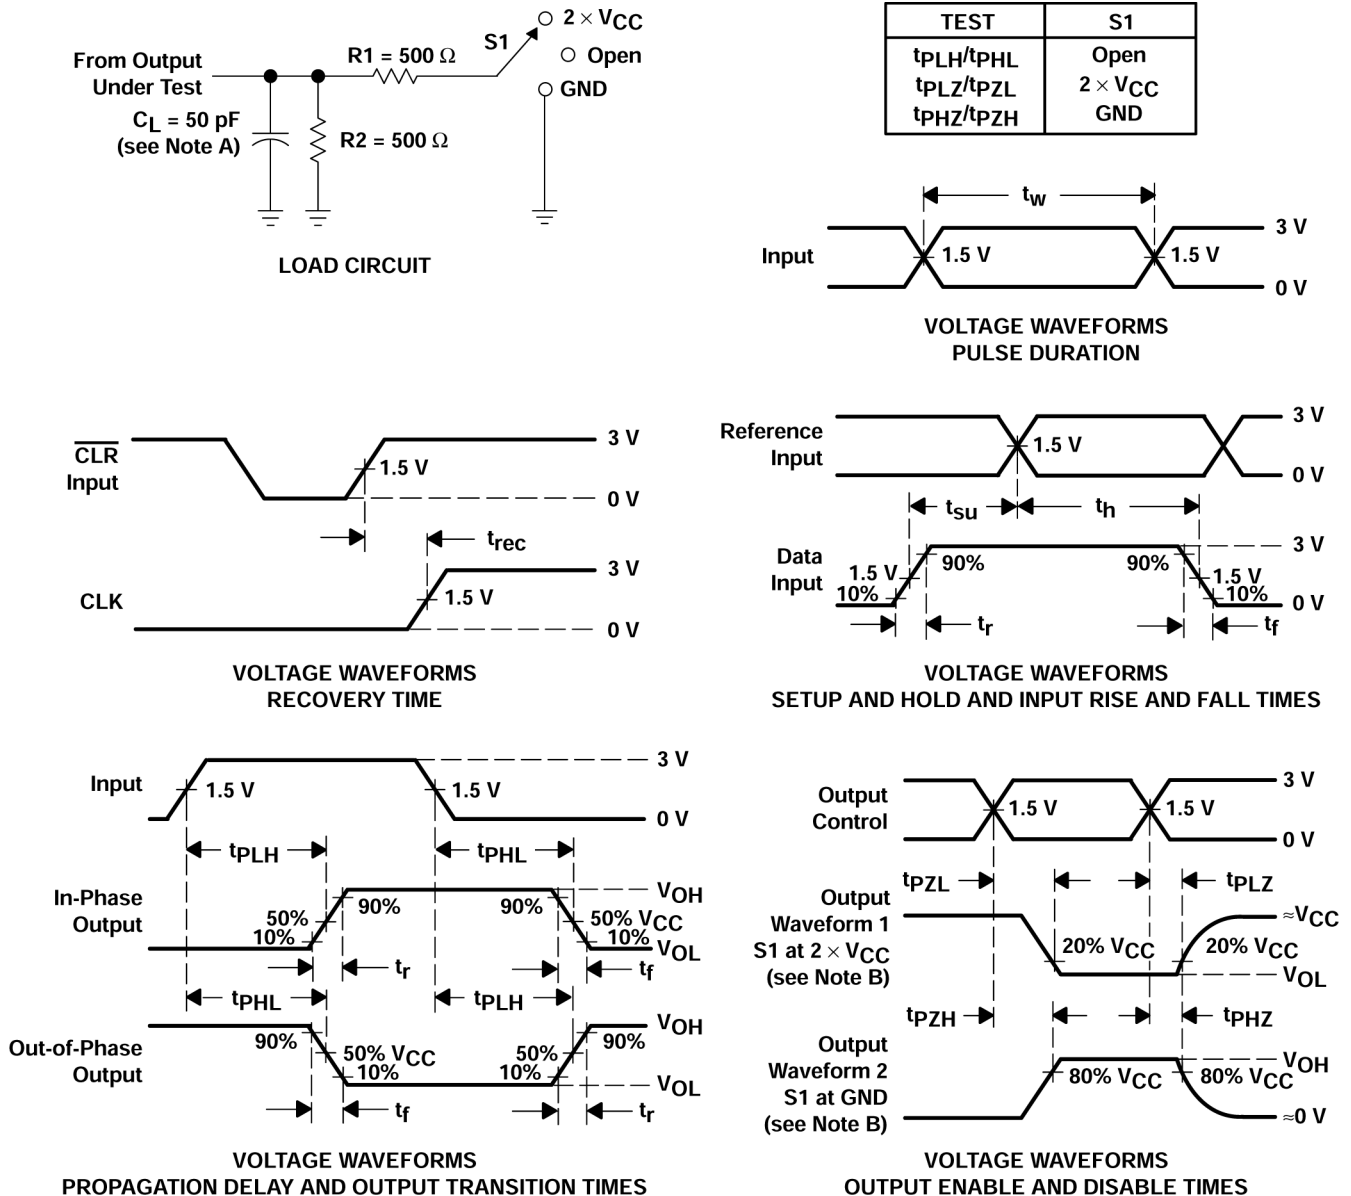 From Output
Under Test
CL = 50 pF
(see Note A)
R1 = 500 Ω
R2 = 500 Ω
S1
2 × VCC
Open
GND
LOAD CIRCUIT
TEST S1
tPLH/tPHL Open
tPLZ/tPZL 2 × VCC
tPHZ/tPZH GND
tw
Input
1.5 V
1.5 V
3 V
0 V
VOLTAGE WAVEFORMS
PULSE DURATION
CLR
Input
1.5 V
3 V
0 V
trec
CLK
1.5 V
3 V
0 V
VOLTAGE WAVEFORMS
RECOVERY TIME
Reference
Input
1.5 V
3 V
0 V
tsu
th
Data
Input
1.5 V
10%
90%
90%
1.5 V
10%
3 V
0 V
tr
tf
VOLTAGE WAVEFORMS
SETUP AND HOLD AND INPUT RISE AND FALL TIMES
Input
1.5 V
1.5 V
3 V
0 V
tPLH
tPHL
In-Phase
Output
50%
10%
90%
90%
50% VCC
10%
VOH
VOL
tr
tf
tPHL
tPLH
Out-of-Phase
Output
90%
50% VCC
10%
50%
10%
90%
VOH
VOL
tf
tr
VOLTAGE WAVEFORMS
PROPAGATION DELAY AND OUTPUT TRANSITION TIMES
Output
Control
1.5 V
1.5 V
3 V
0 V
tPZL
tPLZ
Output
Waveform 1
S1 at 2 × VCC
(see Note B)
20% VCC
20% VCC
≈VCC
VOL
tPZH
tPHZ
Output
Waveform 2
S1 at GND
(see Note B)
80% VCC
80% VCC
VOH
≈0 V
VOLTAGE WAVEFORMS
OUTPUT ENABLE AND DISABLE TIMES